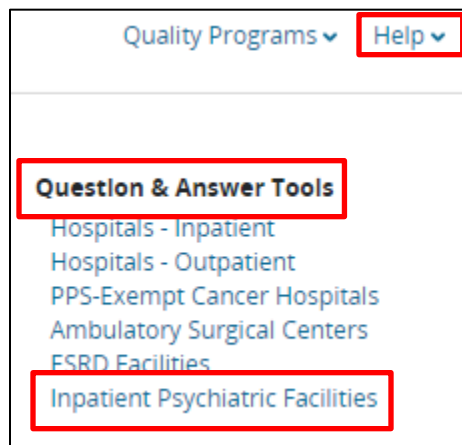 Quality Programs Help
Question & Answer Tools
Hospitals - Inpatient
Hospitals - Outpatient
PPS-Exempt Cancer Hospitals
Ambulatory Surgical Centers
ESRD Facilities
Inpatient Psychiatric Facilities